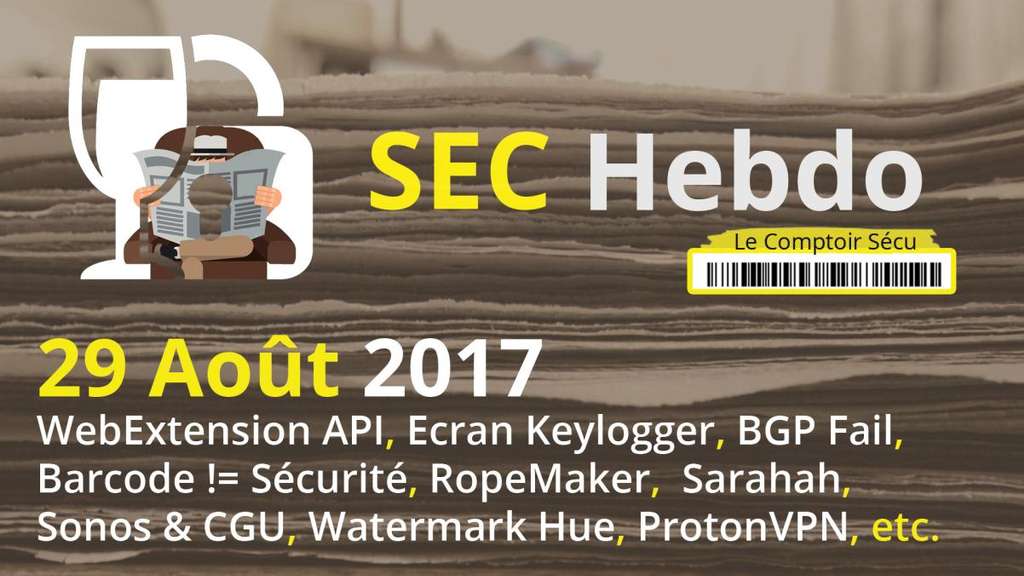 SEC Hebdo
Le Comptoir Sécu
29 Août 2017
WebExtension API, Ecran Keylogger, BGP Fail,
Barcode != Sécurité, RopeMaker, Sarahah,
Sonos & CGU, Watermark Hue, ProtonVPN, etc.